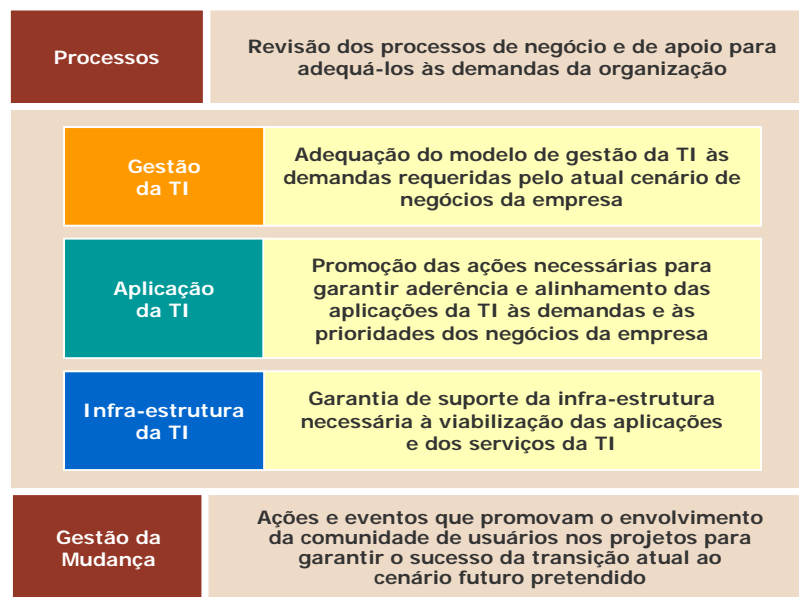 Processos
Revisão dos processos de negócio e de apoio para
adequá-los às demandas da organização
Gestão
da TI
Adequação do modelo de gestão da TI às
demandas requeridas pelo atual cenário de
negócios da empresa
Aplicação
da TI
Promoção das ações necessárias para
garantir aderência e alinhamento das
aplicações da TI às demandas e às
prioridades dos negócios da empresa
Infra-estrutura
da TI
Garantia de suporte da infra-estrutura
necessária à viabilização das aplicações
e dos serviços da TI
Gestão da
Mudança
Ações e eventos que promovam o envolvimento
da comunidade de usuários nos projetos para
garantir o sucesso da transição atual ao
cenário futuro pretendido